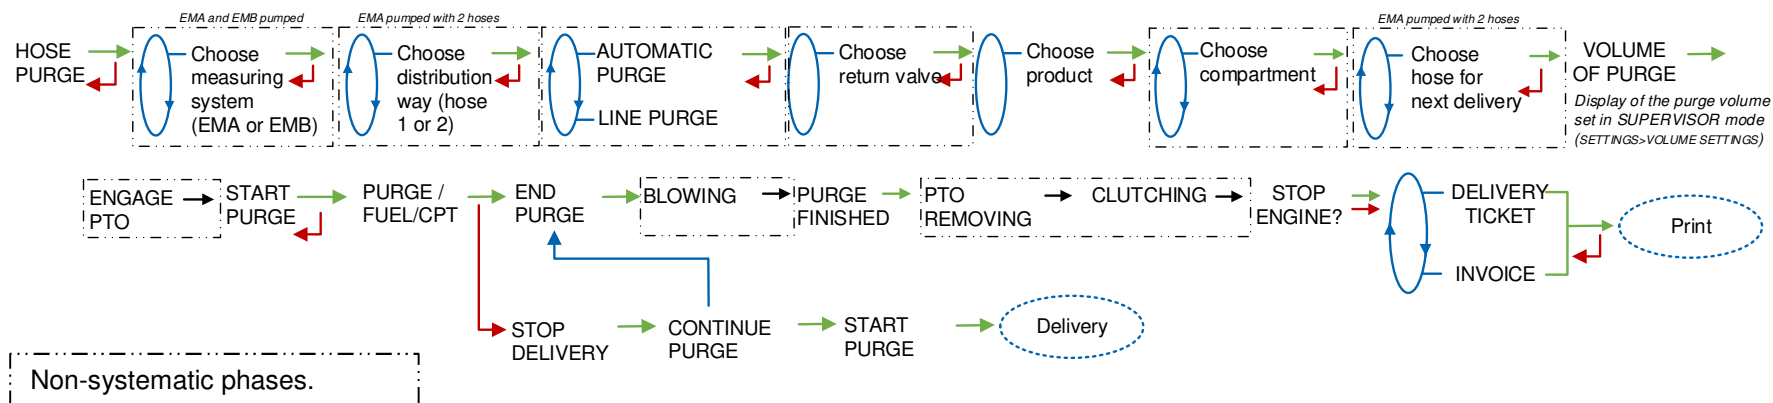 EMA and EMB pumped
EMA pumped with 2 hoses
EMA pumped with 2 hoses
HOSE
PURGE
Choose
measuring
system
(EMA or EMB)
Choose
distribution
way (hose
1 or 2)
AUTOMATIC
PURGE
LINE PURGE
Choose
return valve
Choose
product
Choose
compartment
Choose
hose for
next delivery
VOLUME
OF PURGE
Display of the purge volume
set in SUPERVISOR mode
(SETTINGS>VOLUME SETTINGS)
ENGAGE
PTO
START
PURGE
PURGE /
FUEL/CPT
END
PURGE
BLOWING
PURGE
FINISHED
PTO
REMOVING
CLUTCHING
STOP
ENGINE?
DELIVERY
TICKET
INVOICE
Print
STOP
DELIVERY
CONTINUE
PURGE
START
PURGE
Delivery
Non-systematic phases.